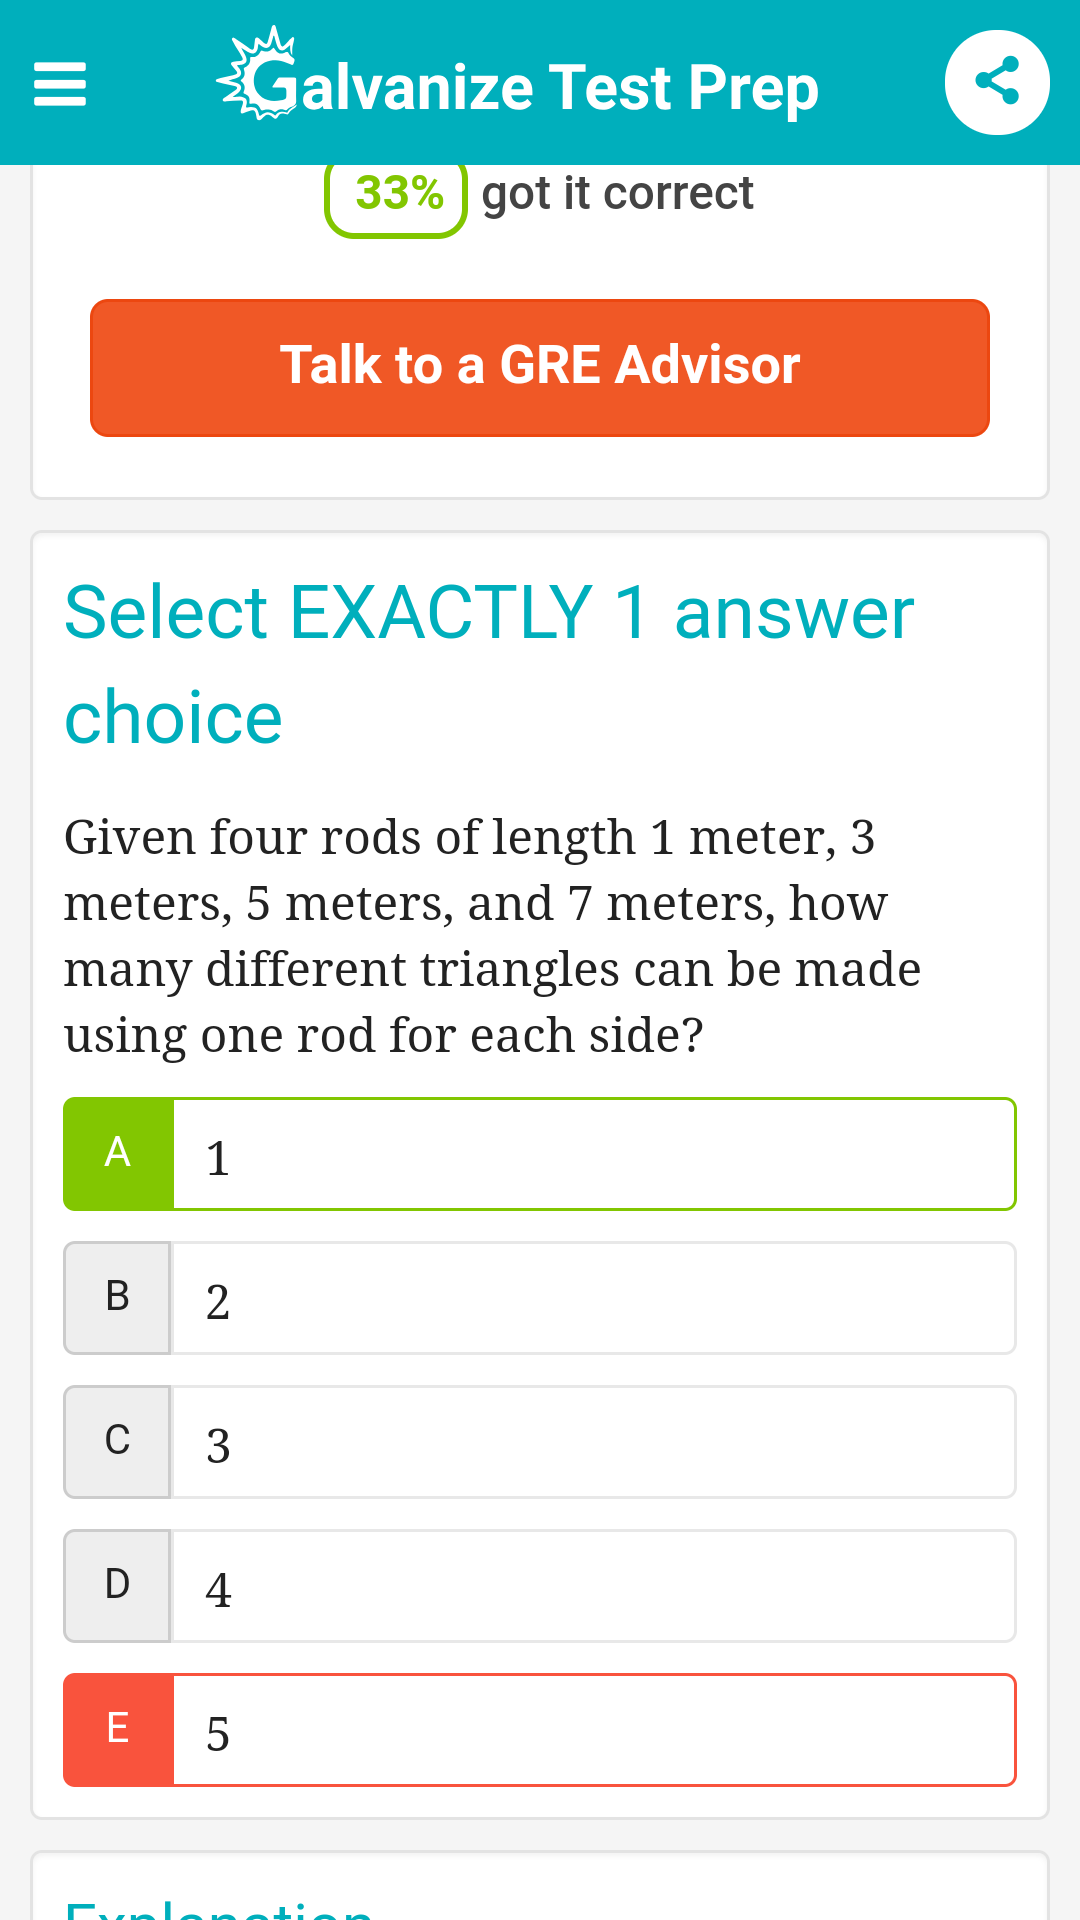 Galvanize Test Prep
33% got it correct
Talk to a GRE Advisor
Select EXACTLY 1 answer
choice
Given four rods of length 1 meter, 3
meters, 5 meters, and 7 meters, how
many different triangles can be made
using one rod for each side?
A 1
B 2
C 3
D 4
E 5
Explanation